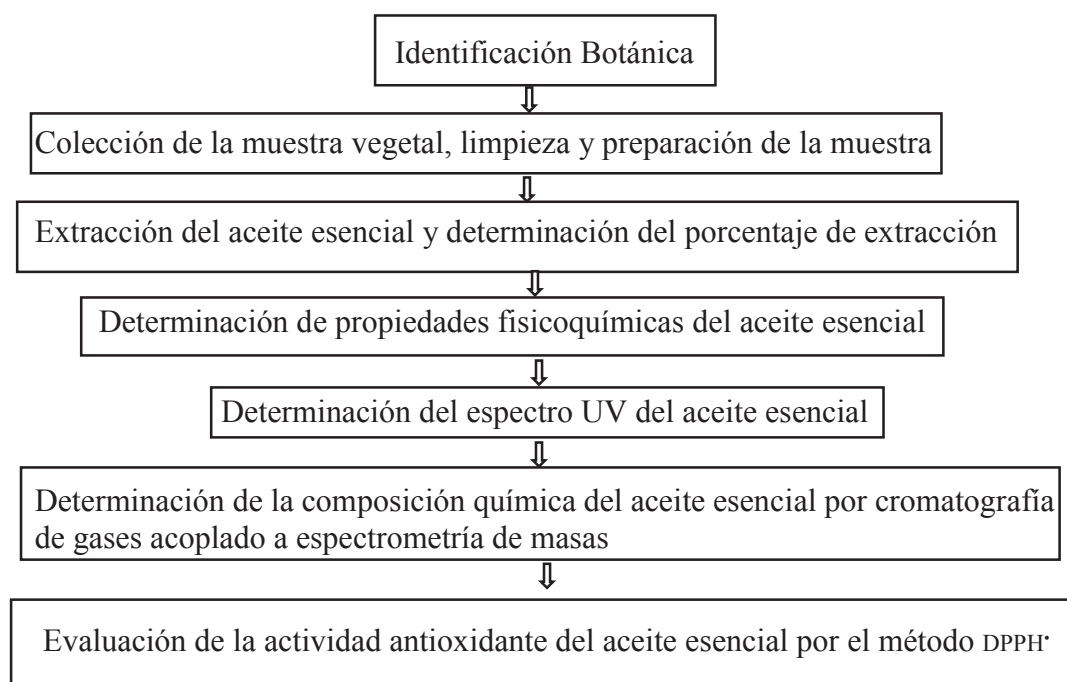 Identificación Botánica
Colección de la muestra vegetal, limpieza y preparación de la muestra
Extracción del aceite esencial y determinación del porcentaje de extracción
Determinación de propiedades fisicoquímicas del aceite esencial
Determinación del espectro UV del aceite esencial
Determinación de la composición química del aceite esencial por cromatografía
de gases acoplado a espectrometría de masas
Evaluación de la actividad antioxidante del aceite esencial por el método DPPH·